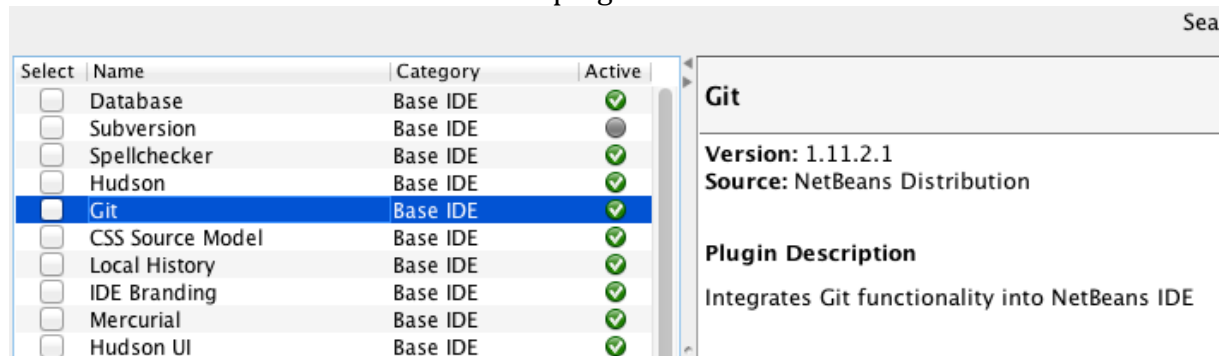 Sea
Select Name Category Active
Database Base IDE
Subversion Base IDE
Spellchecker Base IDE
Hudson Base IDE
Git Base IDE
CSS Source Model Base IDE
Local History Base IDE
IDE Branding Base IDE
Mercurial Base IDE
Hudson UI Base IDE
Git
Version: 1.11.2.1
Source: NetBeans Distribution
Plugin Description
Integrates Git functionality into NetBeans IDE